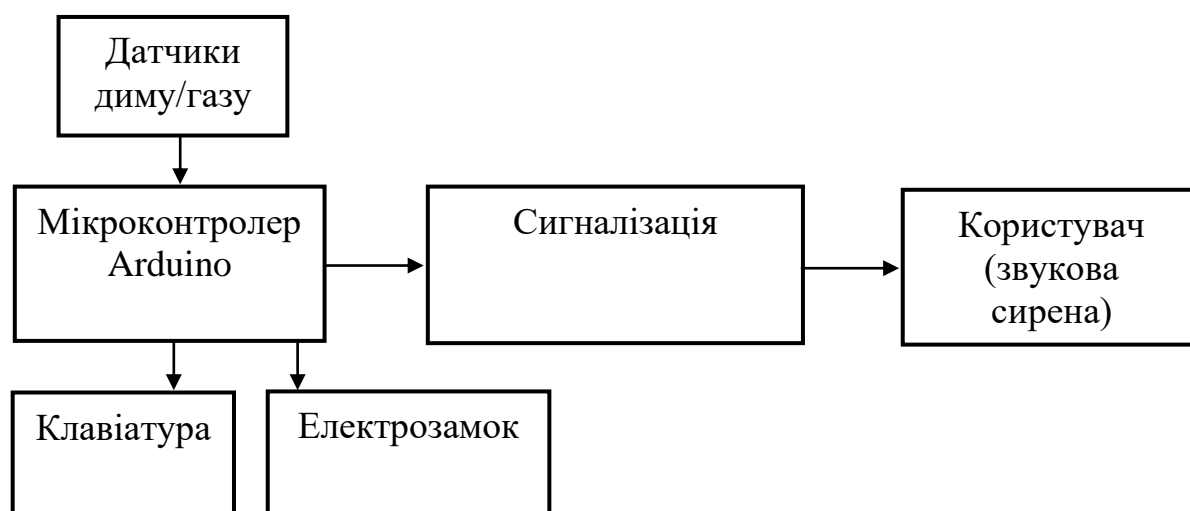 Датчики
диму/газу
Мікроконтролер
Arduino
Сигналізація
Користувач
(звукова
сирена)
Клавіатура
Електрозамок